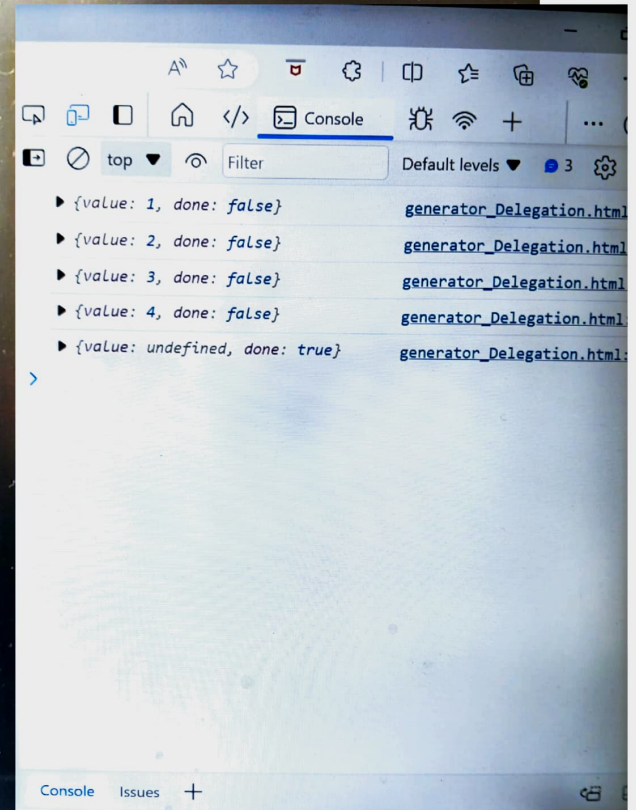 Console
top Filter Default levels 3
{value: 1, done: false} generator_Delegation.html
{value: 2, done: false} generator_Delegation.html
{value: 3, done: false} generator_Delegation.html
{value: 4, done: false} generator_Delegation.html
{value: undefined, done: true} generator_Delegation.html:
Console Issues